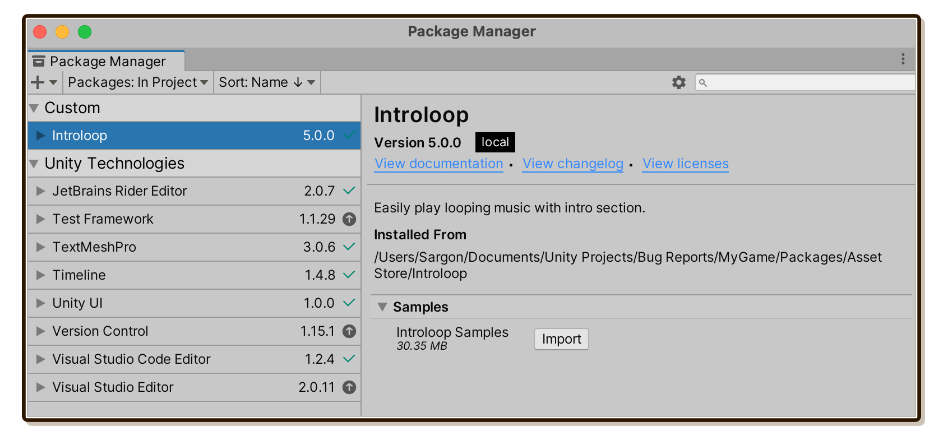 Package Manager
Package Manager
Packages: In Project
Sort: Name ↓
Custom
Introloop 5.0.0
Unity Technologies
JetBrains Rider Editor 2.0.7
Test Framework 1.1.29
TextMeshPro 3.0.6
Timeline 1.4.8
Unity UI 1.0.0
Version Control 1.15.1
Visual Studio Code Editor 1.2.4
Visual Studio Editor 2.0.11
Introloop
Version 5.0.0 local
View documentation • View changelog • View licenses
Easily play looping music with intro section.
Installed From
/Users/Sargon/Documents/Unity Projects/Bug Reports/MyGame/Packages/Asset
Store/Introloop
Samples
Introloop Samples
30.35 MB
Import